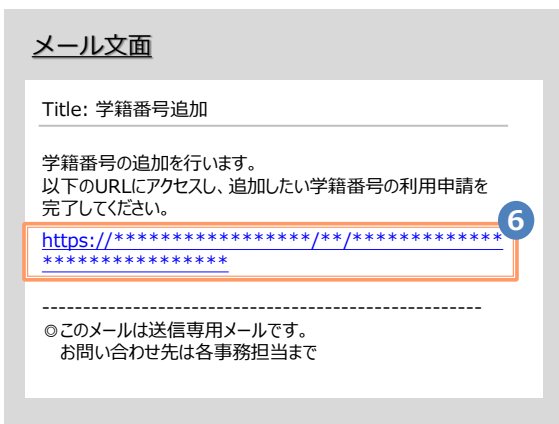 メール文面
Title: 学籍番号追加
学籍番号の追加を行います。
以下のURLにアクセスし、追加したい学籍番号の利用申請を
完了してください。
6
https://*****************/**/*************
****************
------------------------------------------------------
◎このメールは送信専用メールです。
お問い合わせ先は各事務担当まで